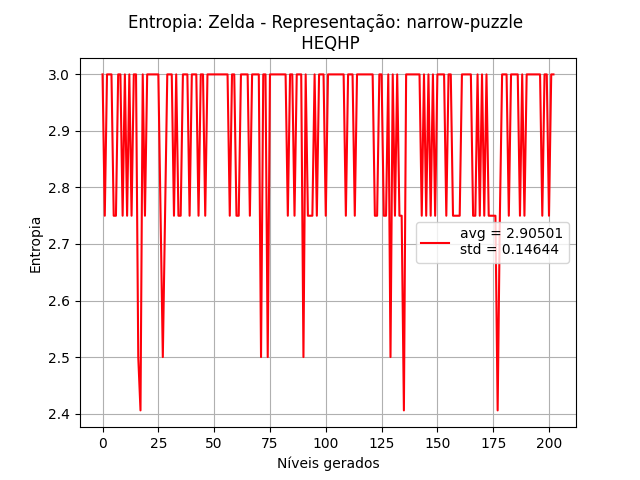 Entropia: Zelda - Representação: narrow-puzzle
HEQHP
Entropia
3.0
2.9
2.8
2.7
2.6
2.5
2.4
avg = 2.90501
std = 0.14644
0 25 50 75 100 125 150 175 200
Níveis gerados